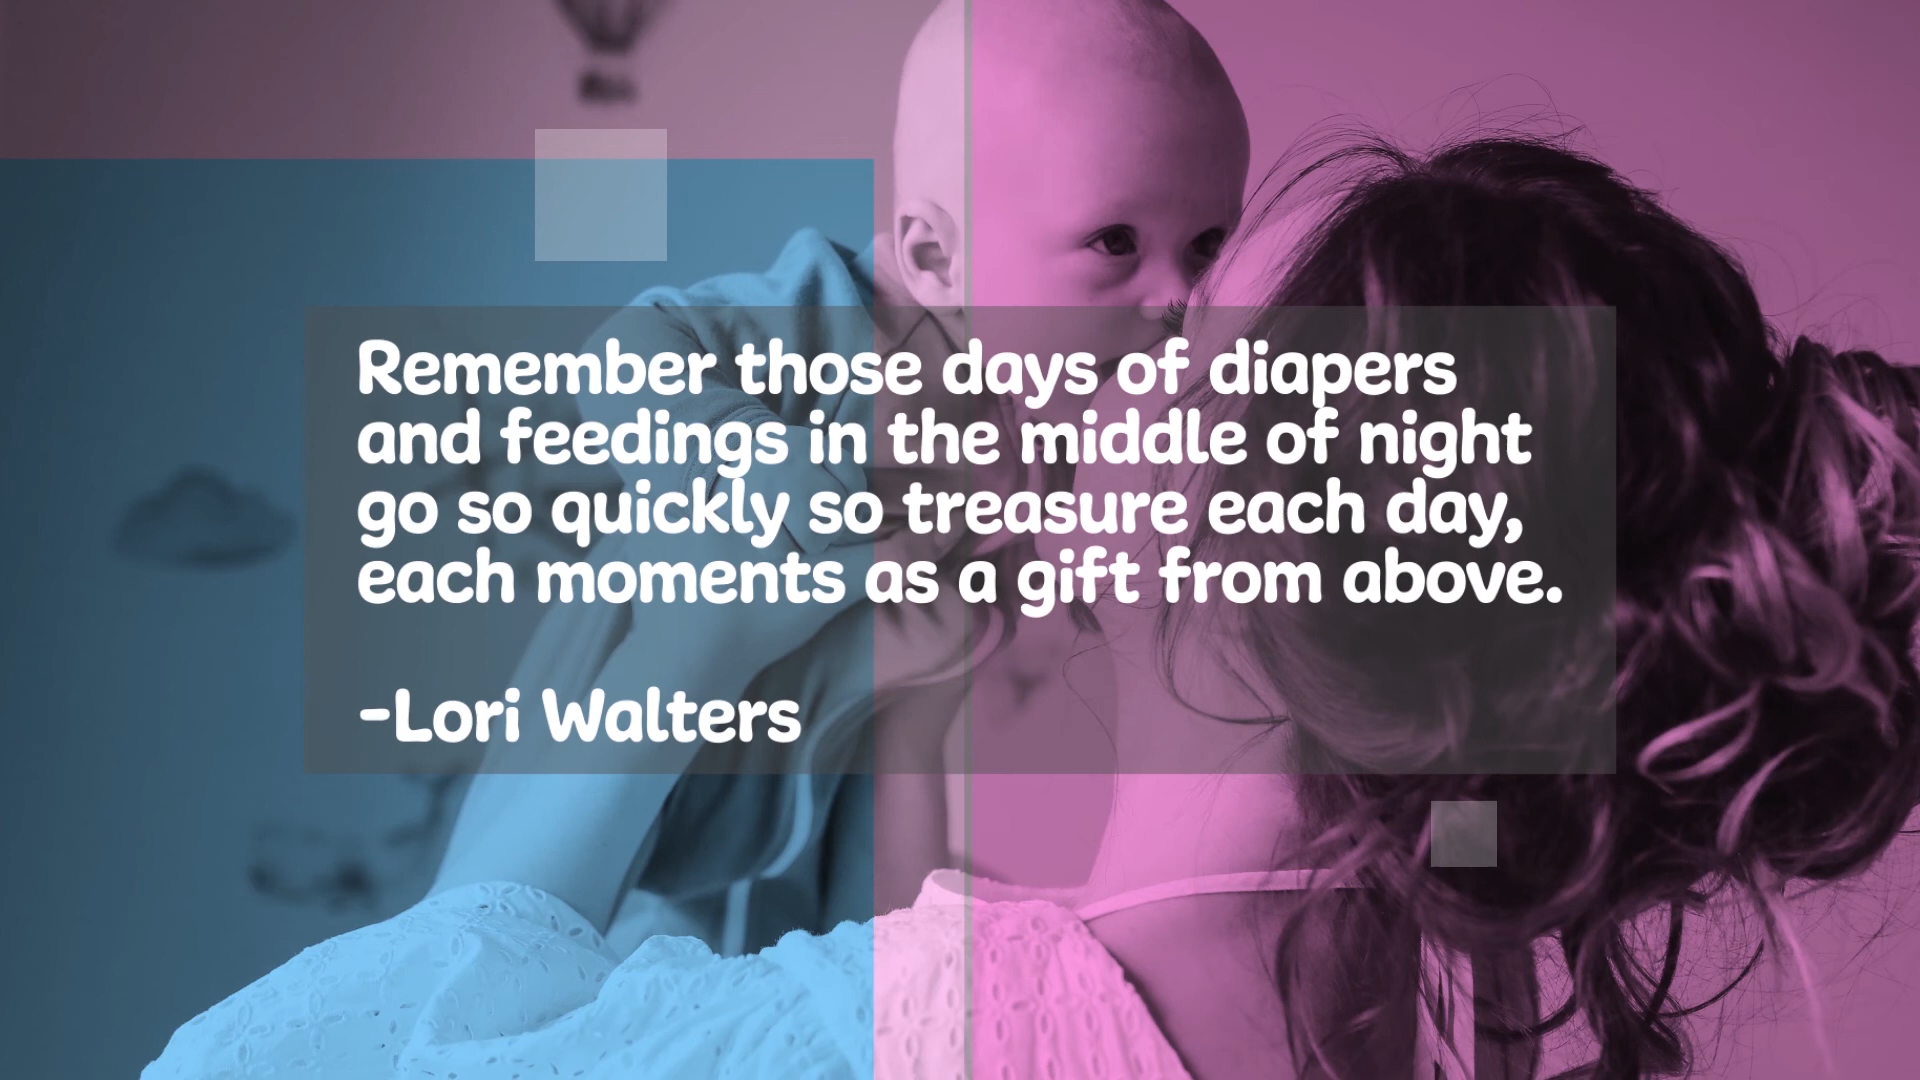 Remember those days of diapers
and feedings in the middle of night
go so quickly so treasure each day,
each moments as a gift from above.
-Lori Walters